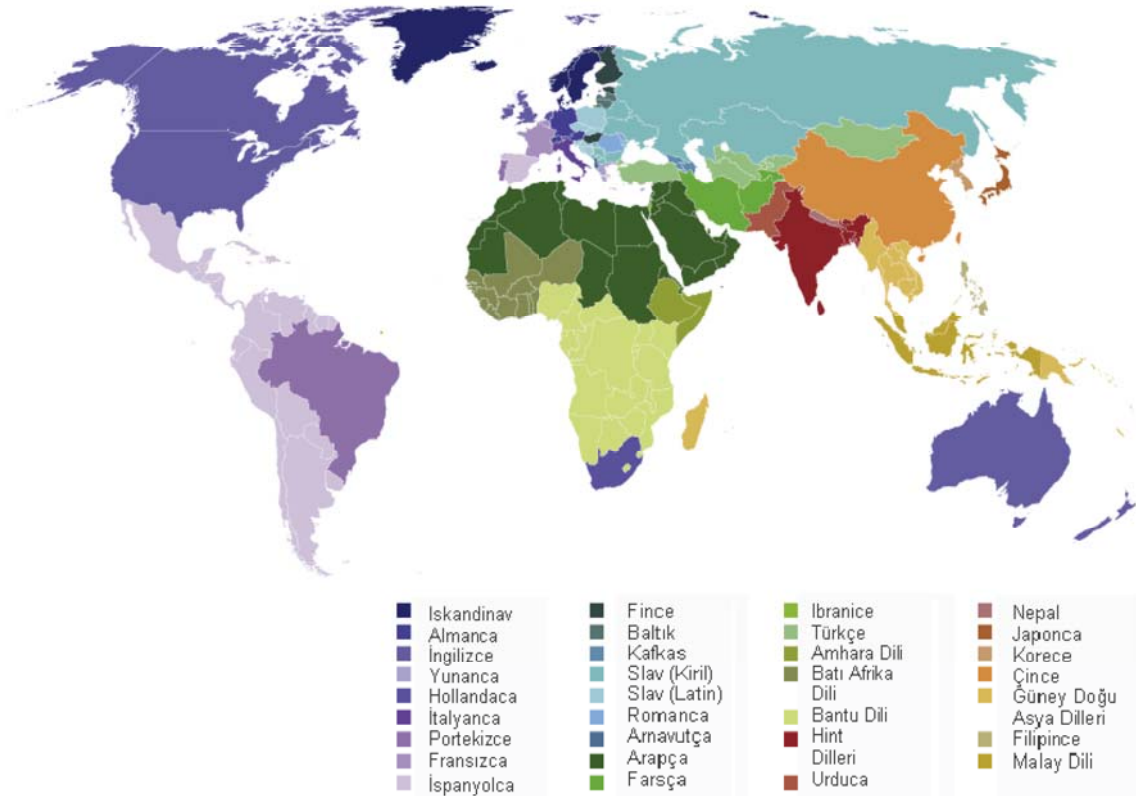 Iskandinav
Almanca
İngilizce
Yunanca
Hollandaca
İtalyanca
Portekizce
Fransızca
İspanyolca
Fince
Baltık
Kafkas
Slav (Kiril)
Slav (Latin)
Romanca
Arnavutça
Arapça
Farsça
Ibranice
Türkçe
Amhara Dili
Batı Afrika
Dili
Bantu Dili
Hint
Dilleri
Urduca
Nepal
Japonca
Korece
Çince
Güney Doğu
Asya Dilleri
Filipince
Malay Dili